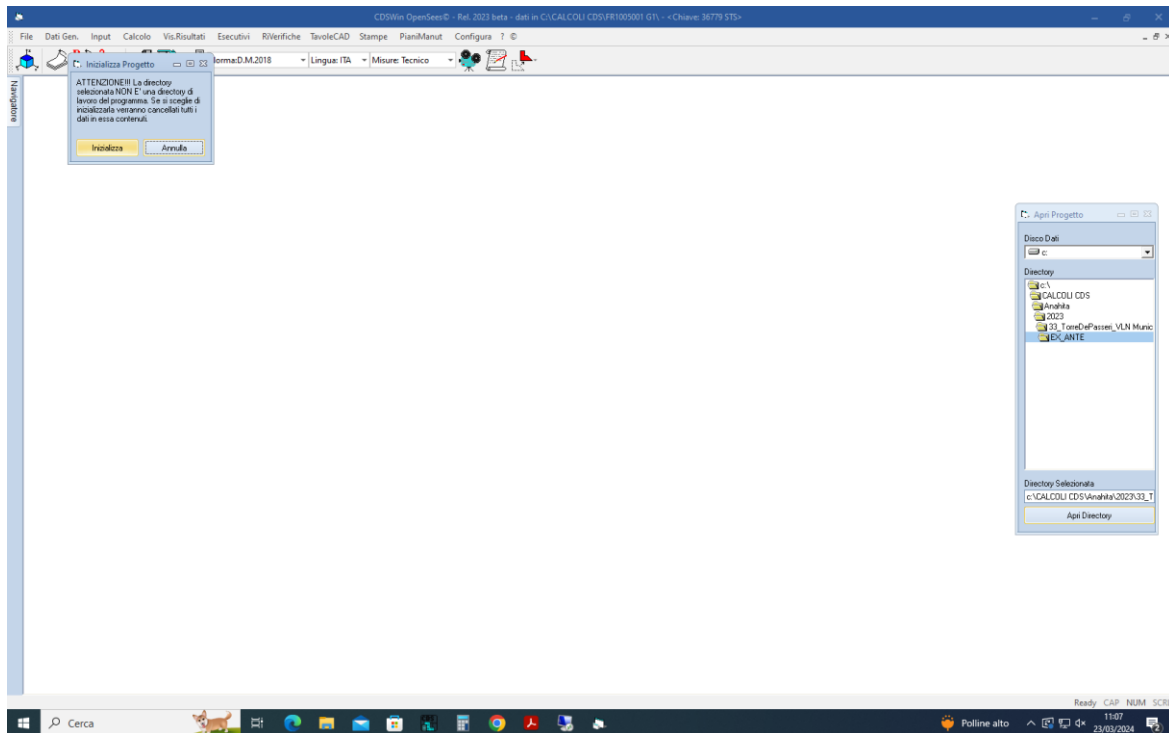 CDSWin OpenSees© - Rel. 2023 beta - dati in C:\CALCOLI CDS\FR1005001 G1\ - <Chiave: 36779 STS>
File Dati Gen. Input Calcolo Vis.Risultati Esecutivi RiVerifiche TavoleCAD Stampe PianiManut Configura ? ©
Norma:D.M.2018 Lingua: ITA Misure: Tecnico
Navigatore
Inizializza Progetto
ATTENZIONE!!! La directory
selezionata NON E' una directory di
lavoro del programma. Se si sceglie di
inizializzarla verranno cancellati tutti i
dati in essa contenuti.
Inizializza Annulla
Apri Progetto
Disco Dati
c:
Directory
c:\
CALCOLI CDS
Anahita
2023
33_TorreDePasseri_VLN Munic
EX_ANTE
Directory Selezionata
c:\CALCOLI CDS\Anahita\2023\33_T
Apri Directory
Ready CAP NUM SCRL
Cerca
Polline alto
11:07
23/03/2024
2